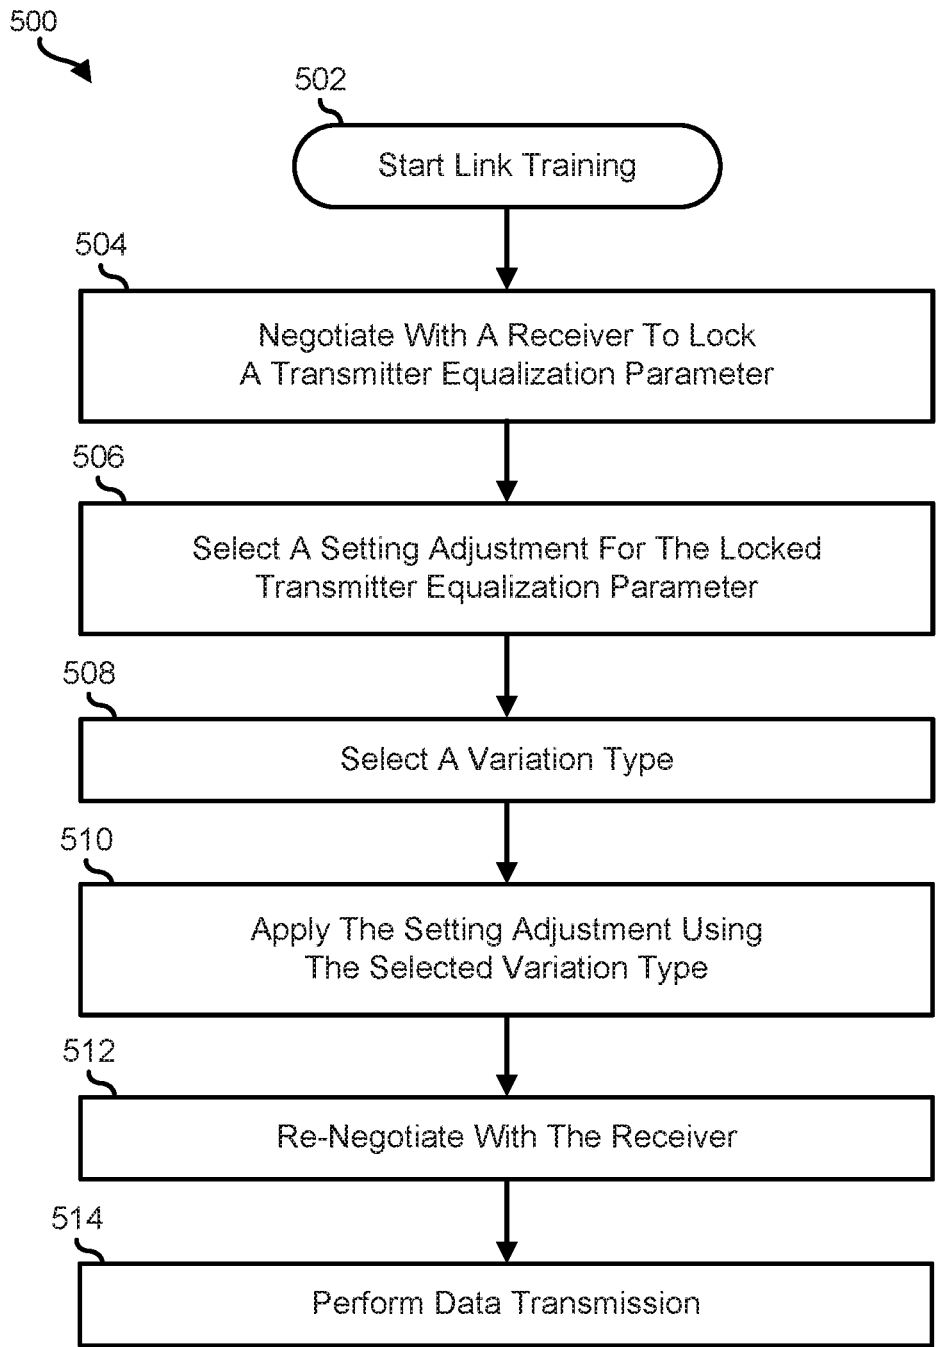 500
502
Start Link Training
504
Negotiate With A Receiver To Lock
A Transmitter Equalization Parameter
506
Select A Setting Adjustment For The Locked
Transmitter Equalization Parameter
508
Select A Variation Type
510
Apply The Setting Adjustment Using
The Selected Variation Type
512
Re-Negotiate With The Receiver
514
Perform Data Transmission